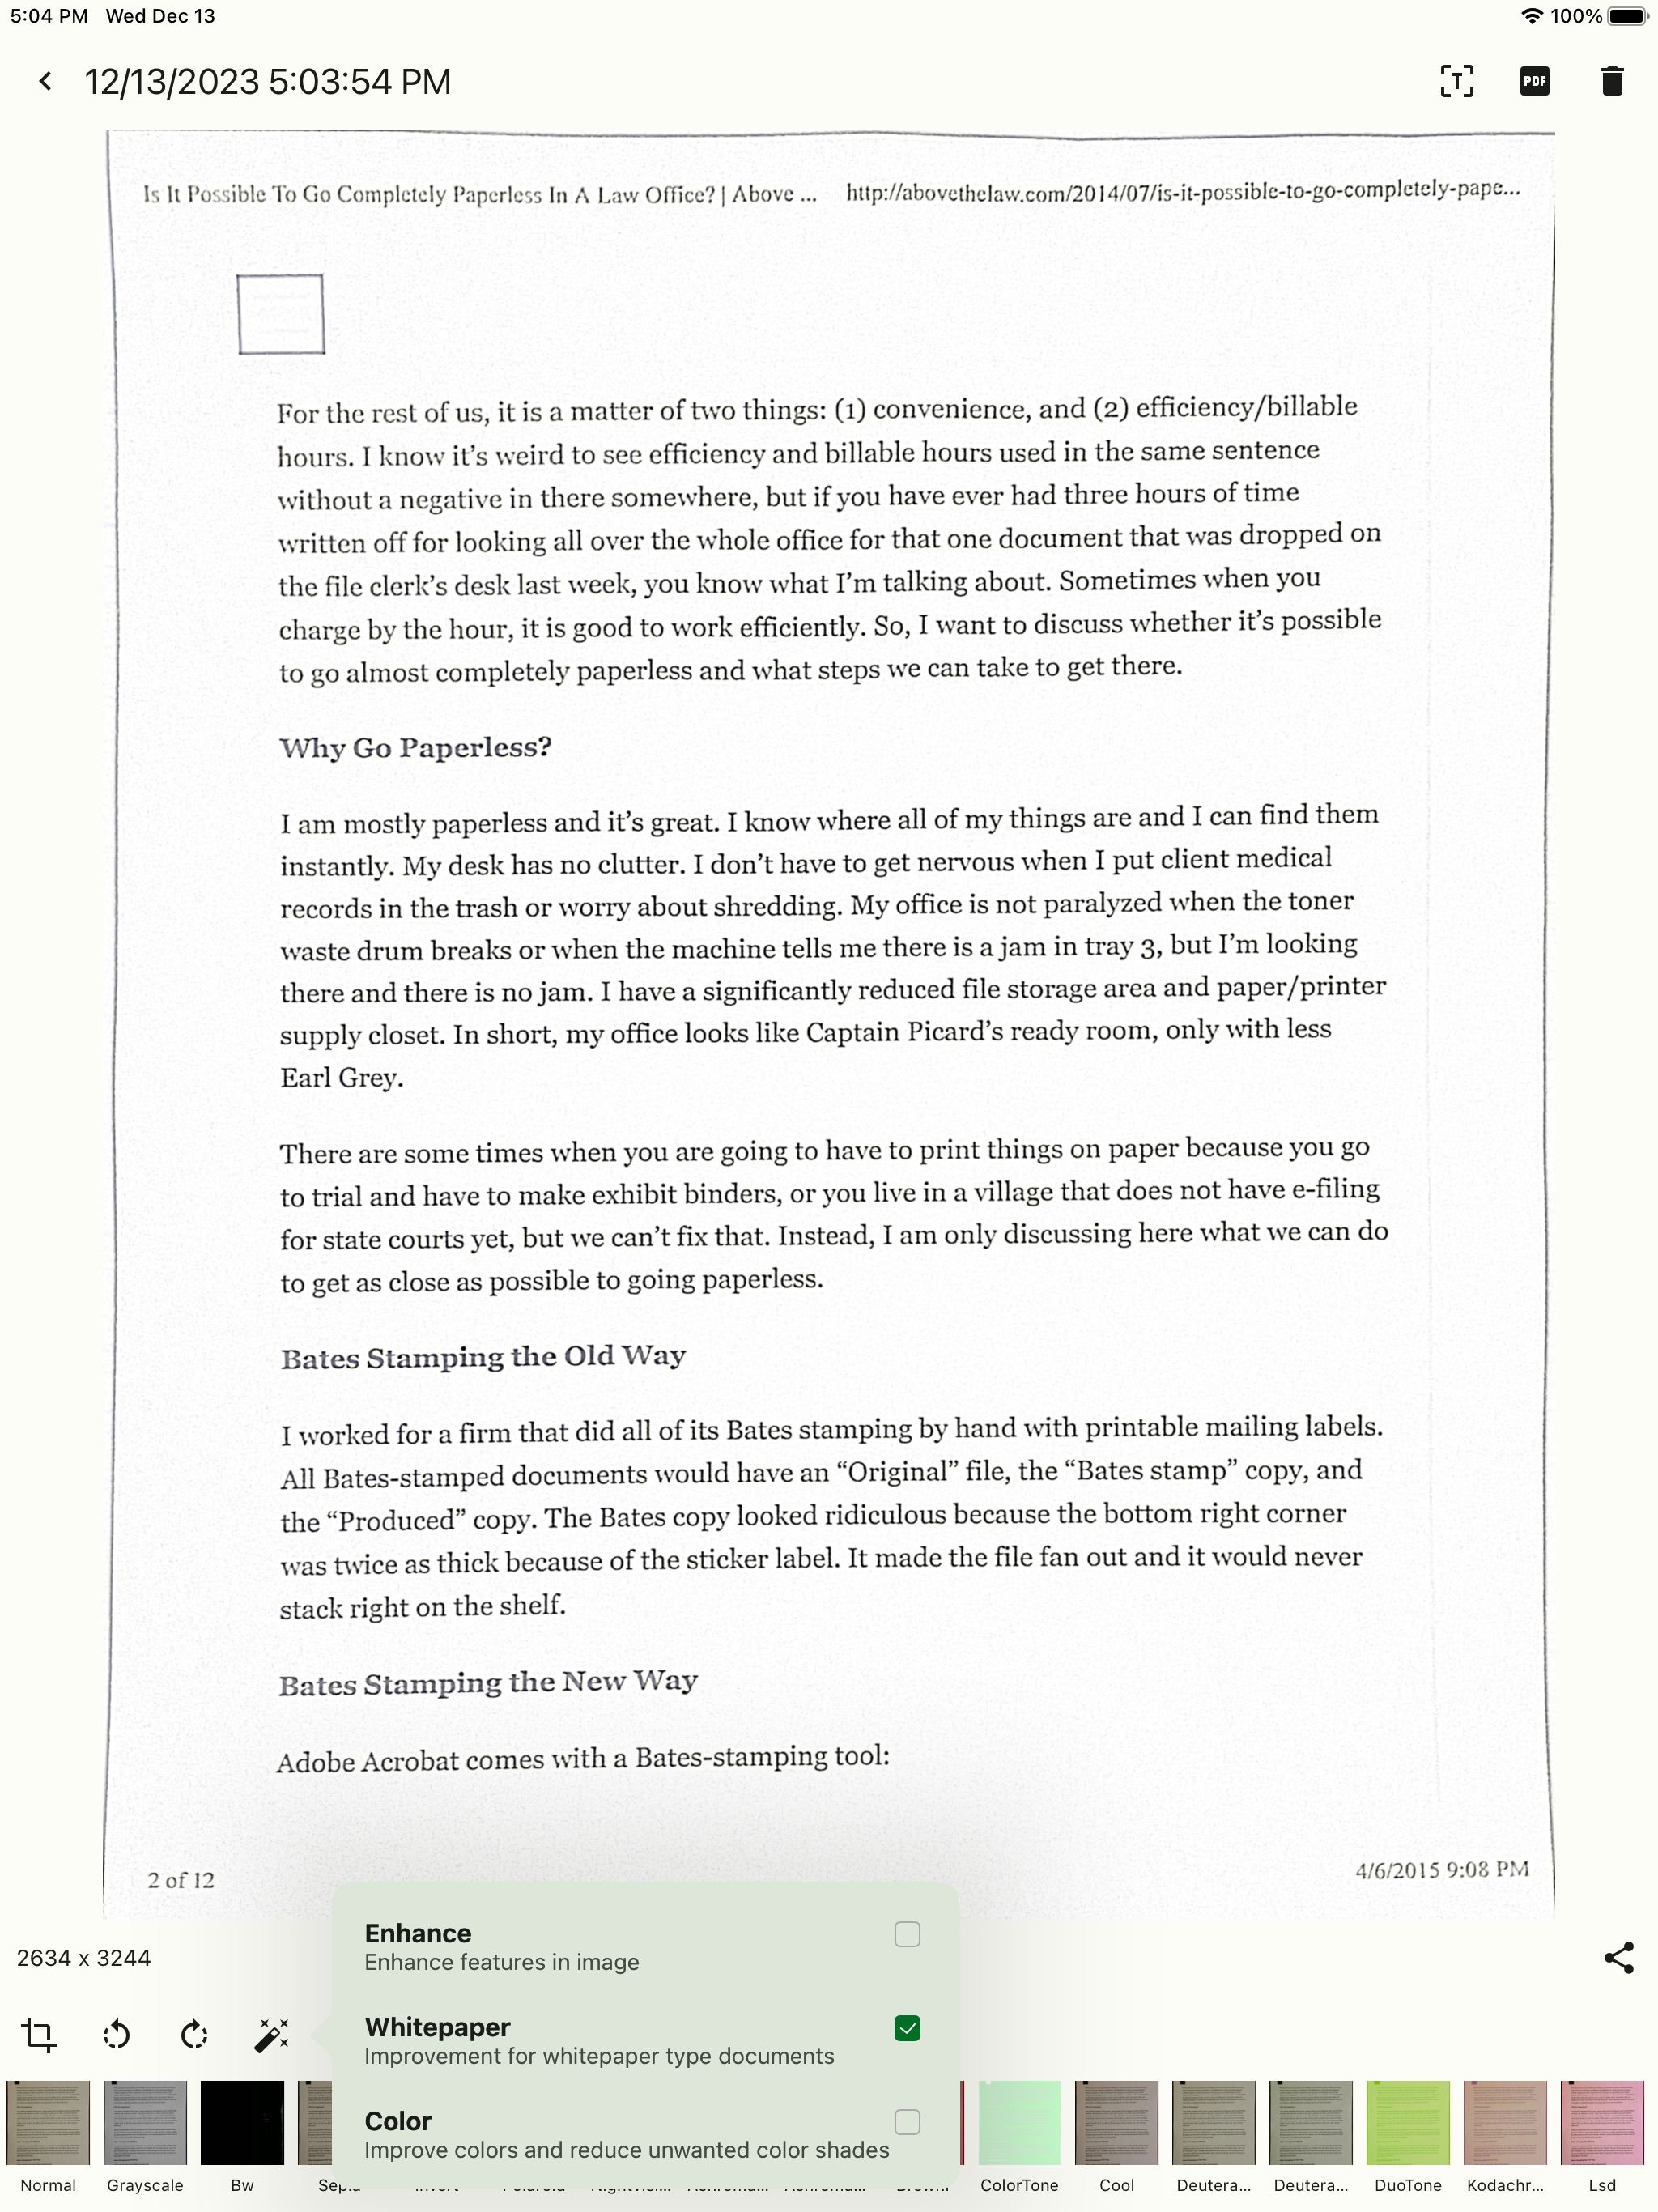 5:04 PM Wed Dec 13
100%
12/13/2023 5:03:54 PM
T
PDF
Is It Possible To Go Completely Paperless In A Law Office? | Above ... http://abovethelaw.com/2014/07/is-it-possible-to-go-completely-pape...
For the rest of us, it is a matter of two things: (1) convenience, and (2) efficiency/billable
hours. I know it’s weird to see efficiency and billable hours used in the same sentence
without a negative in there somewhere, but if you have ever had three hours of time
written off for looking all over the whole office for that one document that was dropped on
the file clerk’s desk last week, you know what I’m talking about. Sometimes when you
charge by the hour, it is good to work efficiently. So, I want to discuss whether it’s possible
to go almost completely paperless and what steps we can take to get there.
Why Go Paperless?
I am mostly paperless and it’s great. I know where all of my things are and I can find them
instantly. My desk has no clutter. I don’t have to get nervous when I put client medical
records in the trash or worry about shredding. My office is not paralyzed when the toner
waste drum breaks or when the machine tells me there is a jam in tray 3, but I’m looking
there and there is no jam. I have a significantly reduced file storage area and paper/printer
supply closet. In short, my office looks like Captain Picard’s ready room, only with less
Earl Grey.
There are some times when you are going to have to print things on paper because you go
to trial and have to make exhibit binders, or you live in a village that does not have e-filing
for state courts yet, but we can’t fix that. Instead, I am only discussing here what we can do
to get as close as possible to going paperless.
Bates Stamping the Old Way
I worked for a firm that did all of its Bates stamping by hand with printable mailing labels.
All Bates-stamped documents would have an “Original” file, the “Bates stamp” copy, and
the “Produced” copy. The Bates copy looked ridiculous because the bottom right corner
was twice as thick because of the sticker label. It made the file fan out and it would never
stack right on the shelf.
Bates Stamping the New Way
Adobe Acrobat comes with a Bates-stamping tool:
2 of 12 4/6/2015 9:08 PM
2634 x 3244
Enhance
Enhance features in image
Whitepaper
Improvement for whitepaper type documents
Color
Improve colors and reduce unwanted color shades
Normal Grayscale Bw Sepia ColorTone Cool Deutera... Deutera... DuoTone Kodachr... Lsd